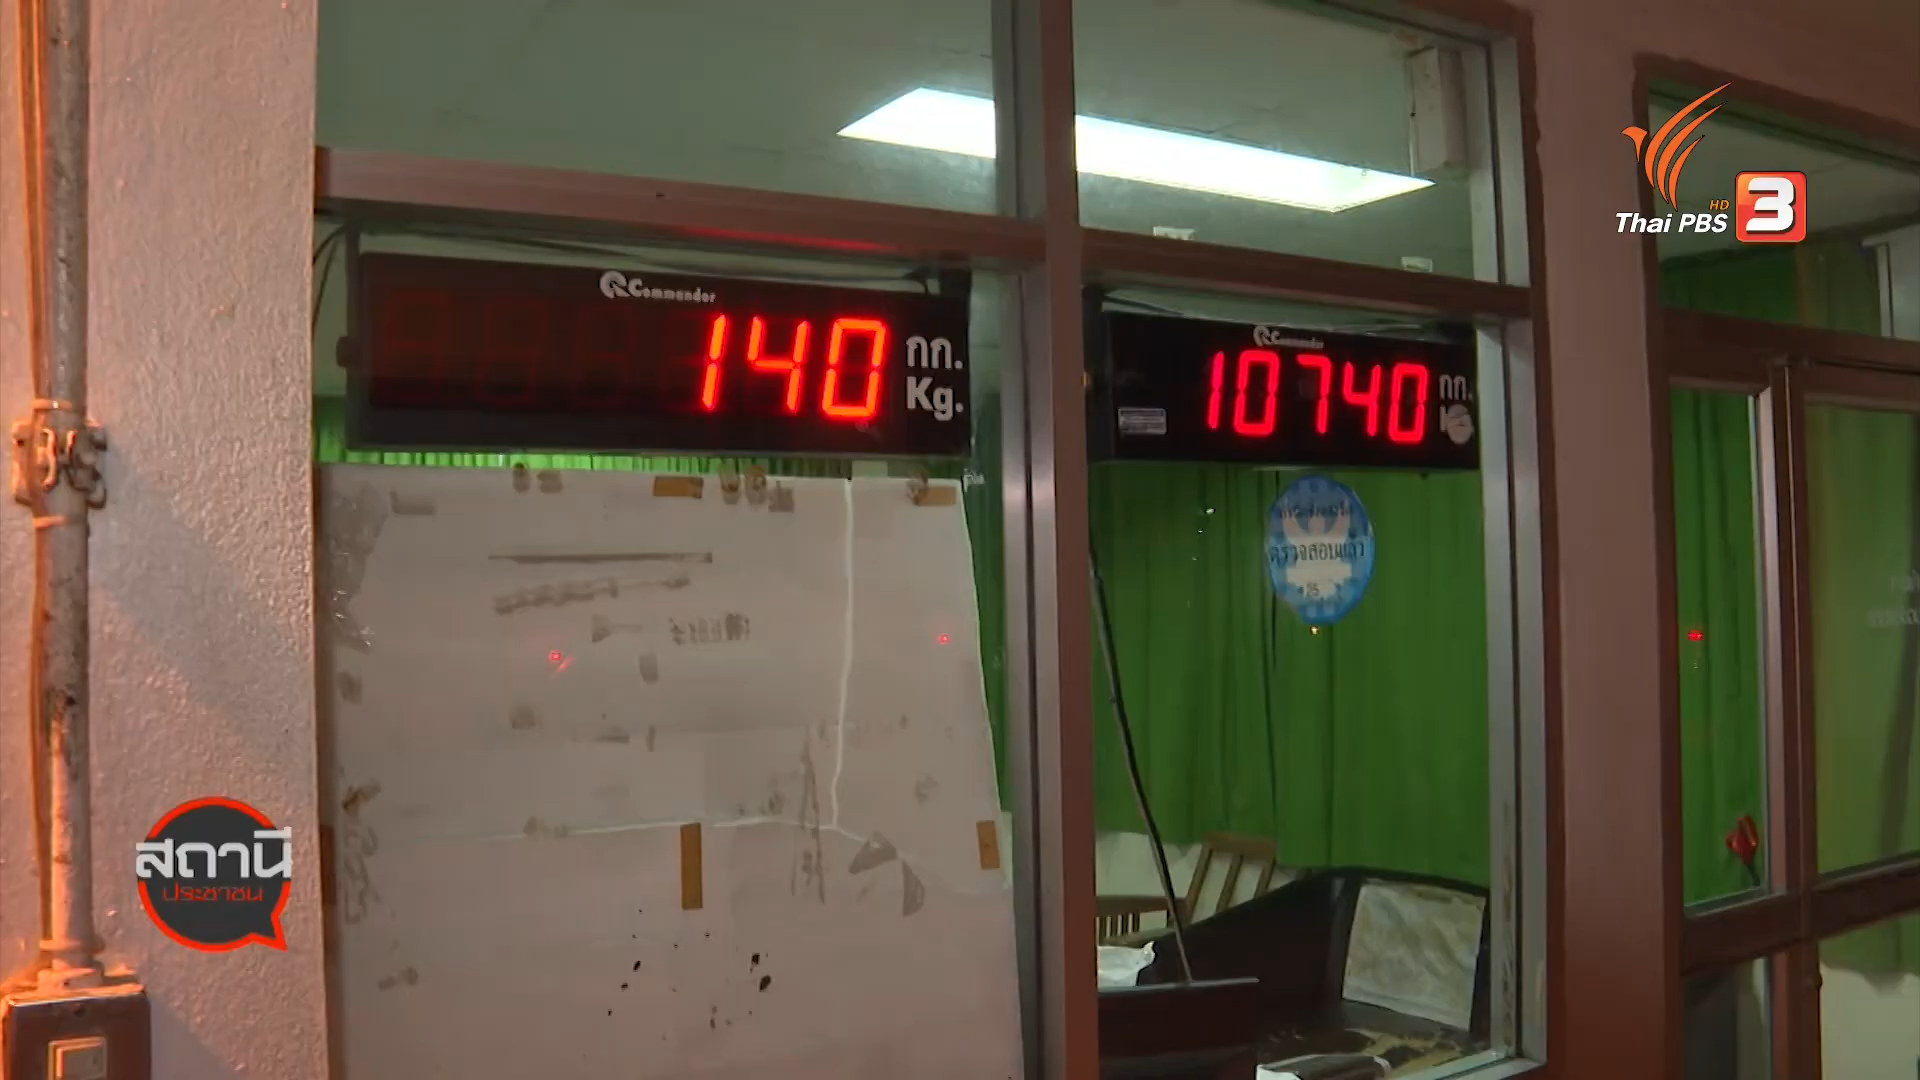 Thai PBS HD 3
Commander
140 กก.
Kg.
Commander
10740 กก.
ตรวจสอบแล้ว
สถานี
ประชาชน